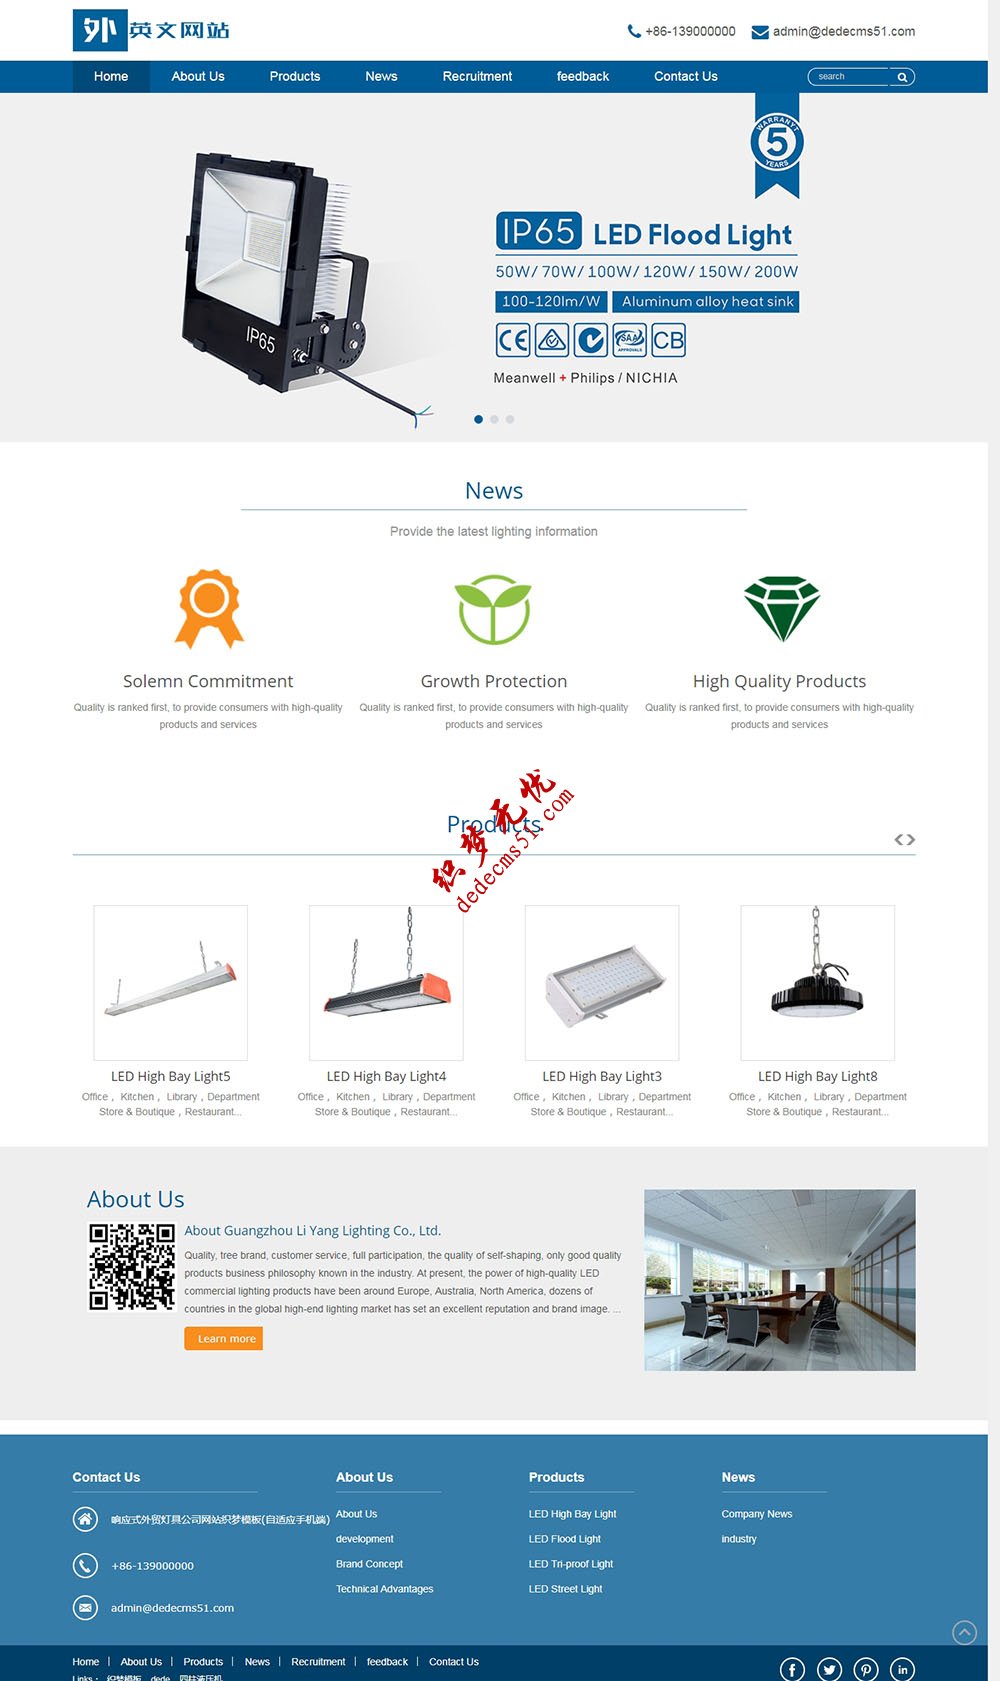 外 英文网站
+86-139000000 admin@dedecms51.com
Home About Us Products News Recruitment feedback Contact Us search
WARRANYT
5
YEARS
IP65 LED Flood Light
50W/ 70W/ 100W/ 120W/ 150W/ 200W
100-120lm/W Aluminum alloy heat sink
CE SAA APPROVALS CB
Meanwell + Philips / NICHIA
IP65
News
Provide the latest lighting information
Solemn Commitment
Quality is ranked first, to provide consumers with high-quality
products and services
Growth Protection
Quality is ranked first, to provide consumers with high-quality
products and services
High Quality Products
Quality is ranked first, to provide consumers with high-quality
products and services
Products
织梦无忧
dedecms51.com
LED High Bay Light5
Office， Kitchen， Library，Department
Store & Boutique，Restaurant...
LED High Bay Light4
Office， Kitchen， Library，Department
Store & Boutique，Restaurant...
LED High Bay Light3
Office， Kitchen， Library，Department
Store & Boutique，Restaurant...
LED High Bay Light8
Office， Kitchen， Library，Department
Store & Boutique，Restaurant...
About Us
About Guangzhou Li Yang Lighting Co., Ltd.
Quality, tree brand, customer service, full participation, the quality of self-shaping, only good quality
products business philosophy known in the industry. At present, the power of high-quality LED
commercial lighting products have been around Europe, Australia, North America, dozens of
countries in the global high-end lighting market has set an excellent reputation and brand image. ...
Learn more
Contact Us
响应式外贸灯具公司网站织梦模板(自适应手机端)
+86-139000000
admin@dedecms51.com
About Us
About Us
development
Brand Concept
Technical Advantages
Products
LED High Bay Light
LED Flood Light
LED Tri-proof Light
LED Street Light
News
Company News
industry
Home | About Us | Products | News | Recruitment | feedback | Contact Us
Links： 织梦模板 dede 四柱液压机